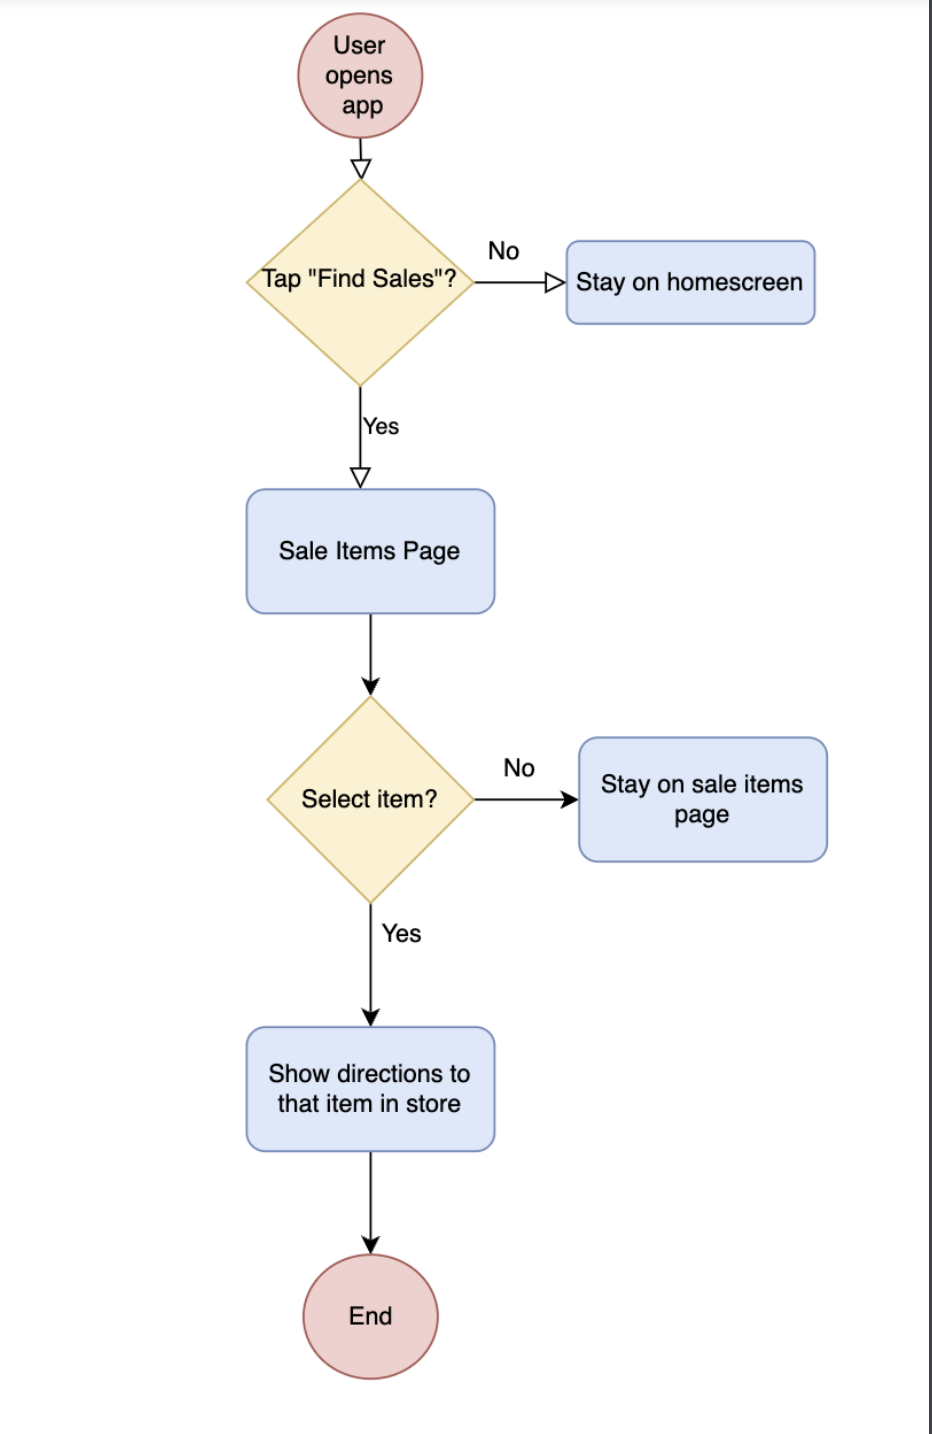 User
opens
app
Tap "Find Sales"?
No
Stay on homescreen
Yes
Sale Items Page
Select item?
No
Stay on sale items
page
Yes
Show directions to
that item in store
End